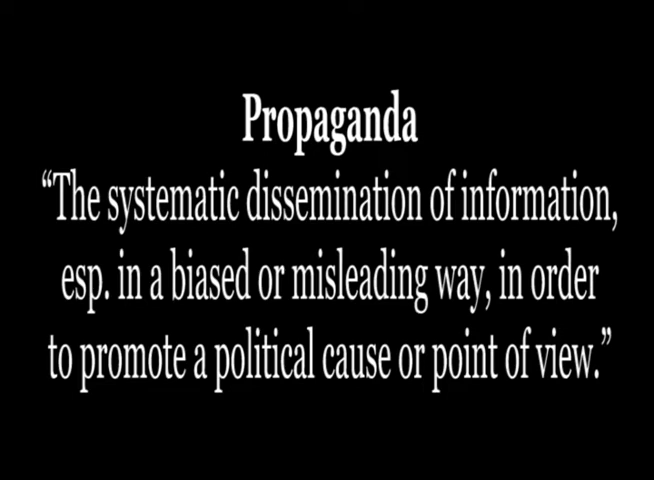 Propaganda
“The systematic dissemination of information,
esp. in a biased or misleading way, in order
to promote a political cause or point of view.”